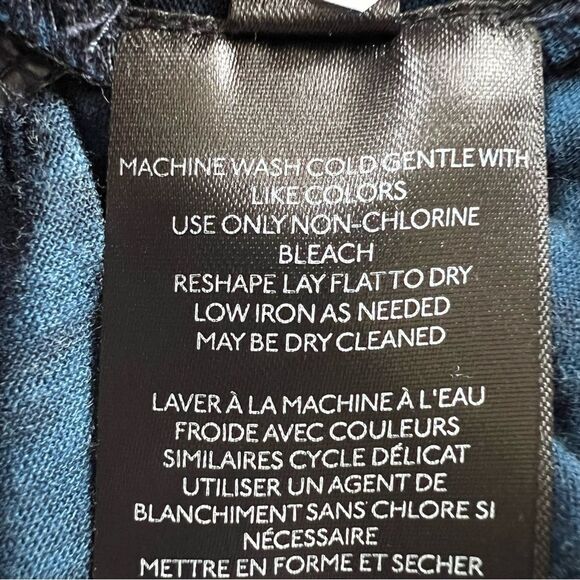 MACHINE WASH COLD GENTLE WITH
LIKE COLORS
USE ONLY NON-CHLORINE
BLEACH
RESHAPE LAY FLAT TO DRY
LOW IRON AS NEEDED
MAY BE DRY CLEANED
LAVER À LA MACHINE À L'EAU
FROIDE AVEC COULEURS
SIMILAIRES CYCLE DÉLICAT
UTILISER UN AGENT DE
BLANCHIMENT SANS CHLORE SI
NÉCESSAIRE
METTRE EN FORME ET SECHER